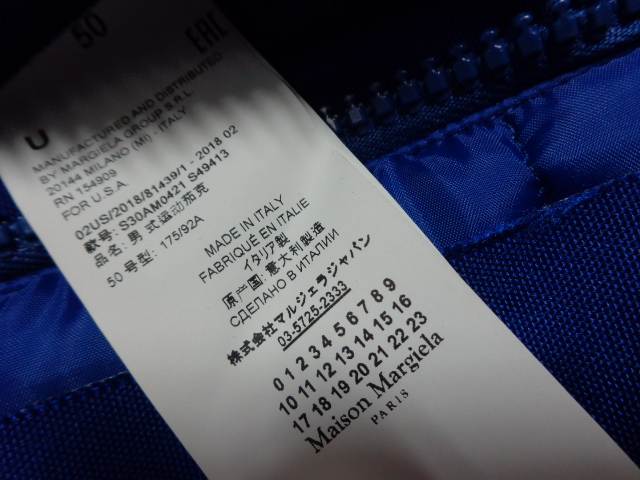 50
EAC
U
MANUFACTURED AND DISTRIBUTED
BY MARGIELA GROUP S.R.L
20144 MILANO (MI) - ITALY
RN 154909
FOR U.S.A.
02US/2018/81439/1 - 2018 02
款号: S30AM0421 S49413
品名: 男 式运动茄克
50 号型: 175/92A
MADE IN ITALY
FABRIQUE EN ITALIE
イタリア製
原产国: 意大利製造
СДЕЛАНО В ИТАЛИИ
株式会社マルジェラジャパン
03-5725-2333
0 1 2 3 4 5 6 7 8 9
10 11 12 13 14 15 16
17 18 19 20 21 22 23
Maison Margiela
PARIS